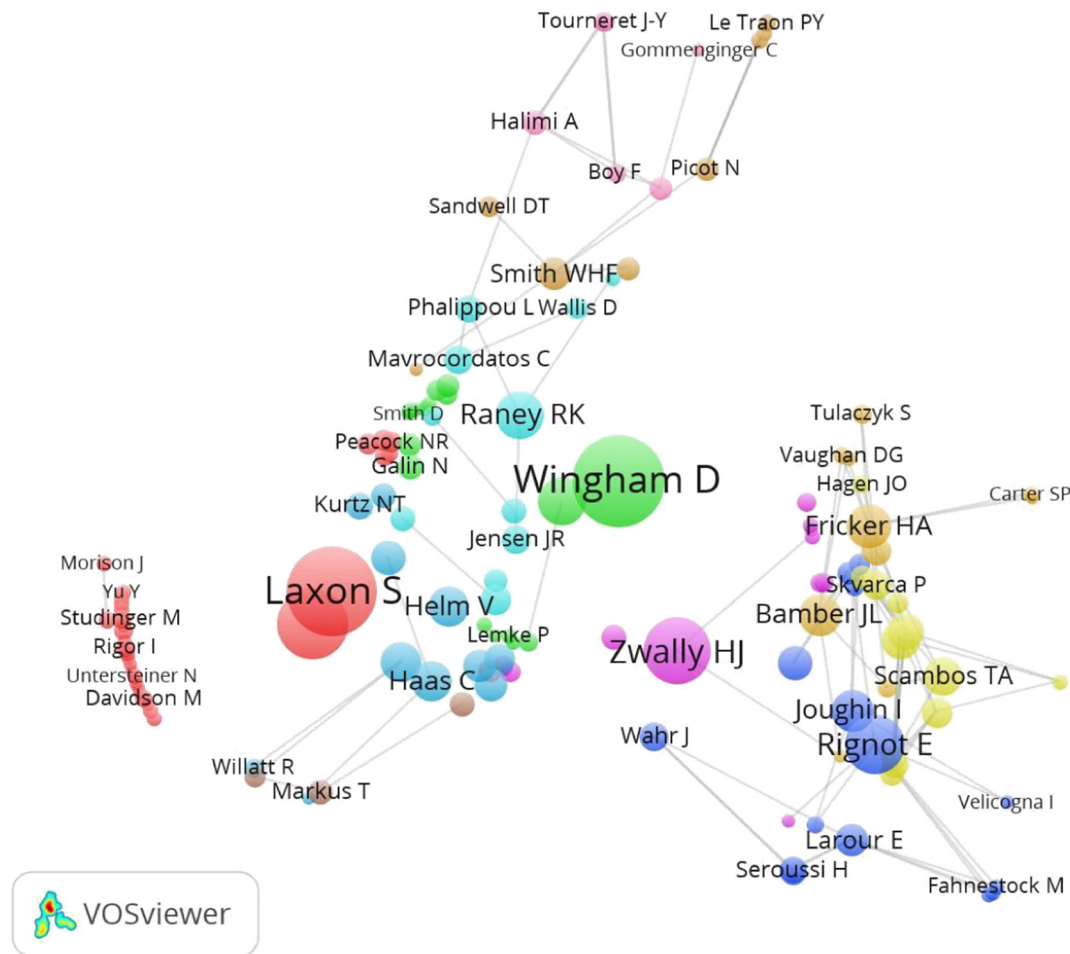 Tourneret J-Y
Le Traon PY
Gommenginger C
Halimi A
Boy F
Picot N
Sandwell DT
Smith WHF
Phalippou L
Wallis D
Mavrocordatos C
Smith D
Raney RK
Tulaczyk S
Peacock NR
Vaughan DG
Galin N
Wingham D
Hagen JO
Carter SP
Kurtz NT
Fricker HA
Jensen JR
Morison J
Yu Y
Laxon S
Skvarca P
Studinger M
Helm V
Bamber JL
Lemke P
Rigor I
Zwally HJ
Untersteiner N
Haas C
Scambos TA
Davidson M
Joughin I
Wahr J
Rignot E
Willatt R
Markus T
Velicogna I
Larour E
Seroussi H
Fahnestock M
VOSviewer